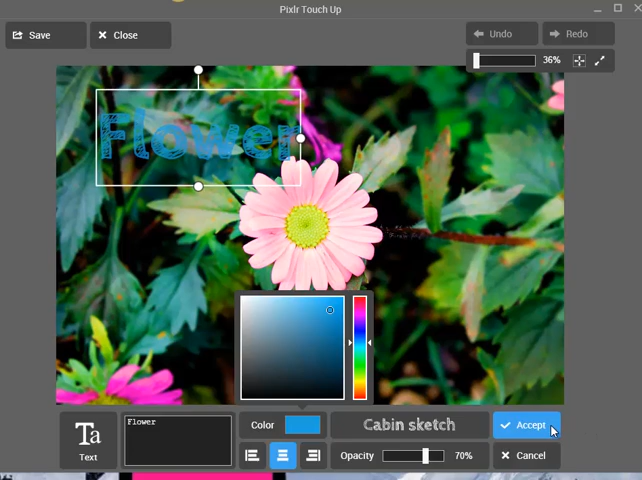 Pixlr Touch Up
Save
Close
Undo
Redo
36%
Flower
Flower
Color
Cabin sketch
Accept
Ta
Text
Opacity
70%
Cancel